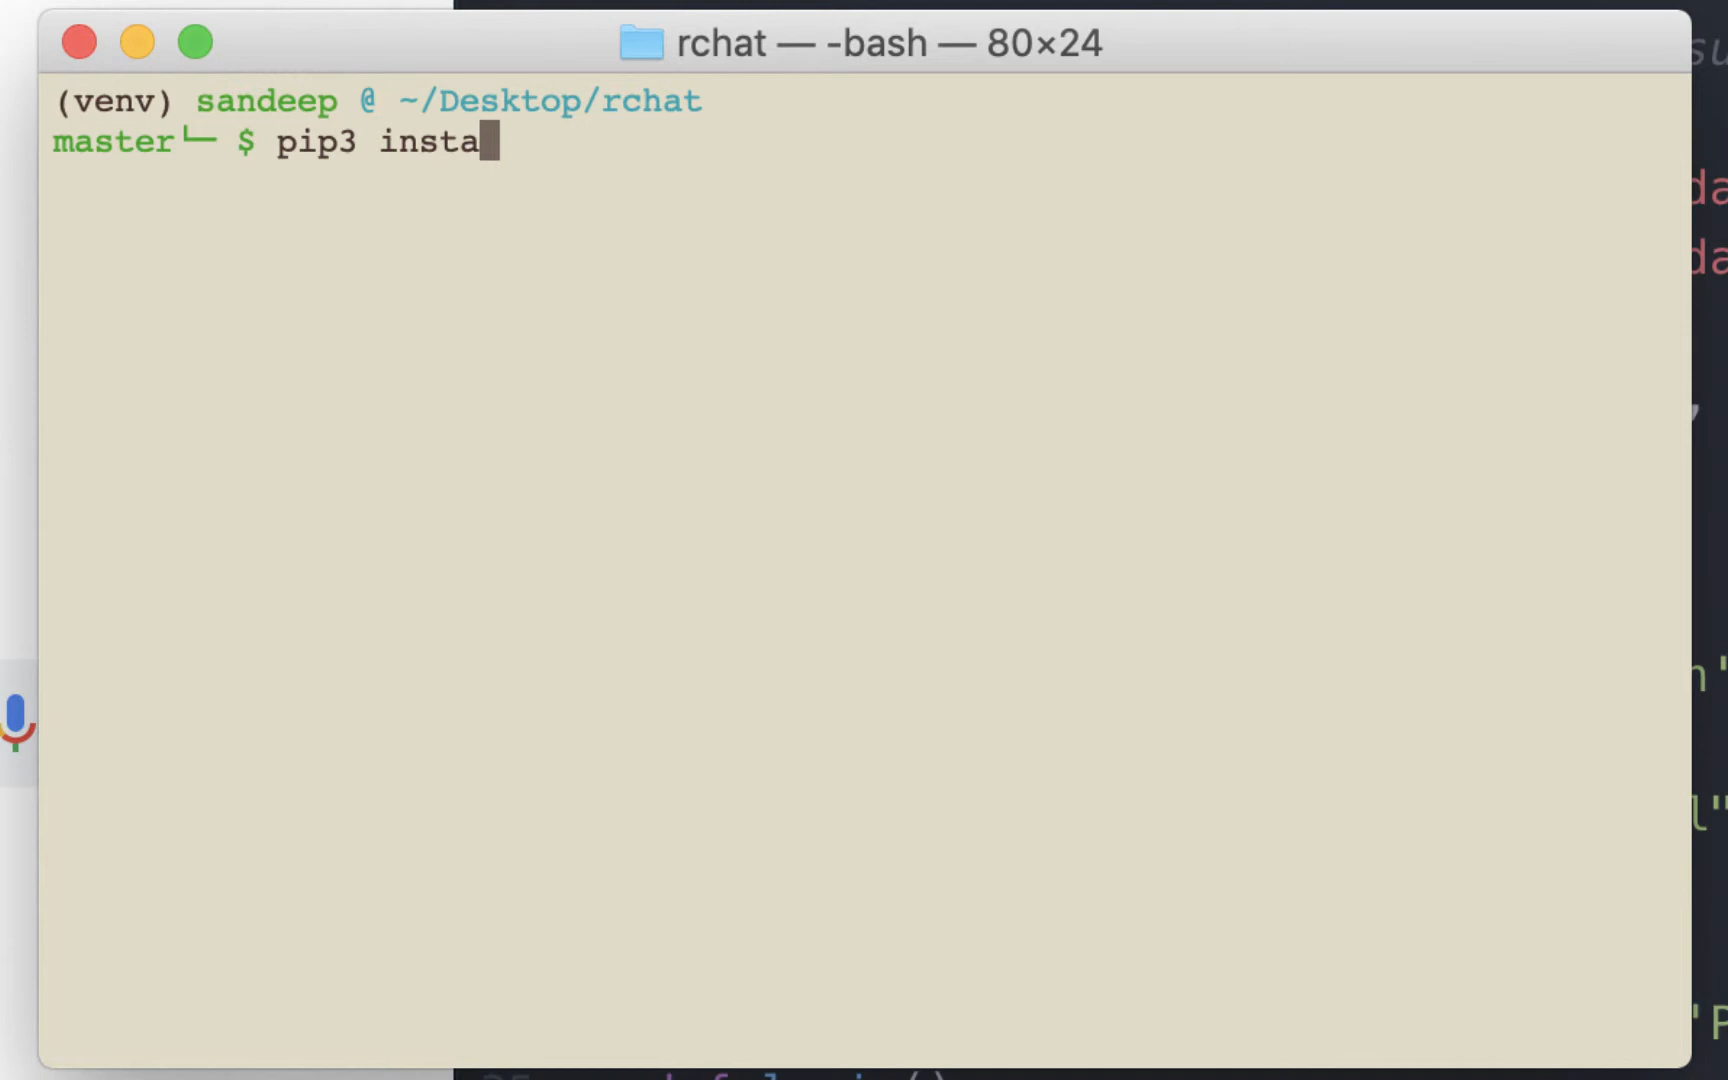 rchat — -bash — 80×24
(venv) sandeep @ ~/Desktop/rchat
master└─ $ pip3 insta